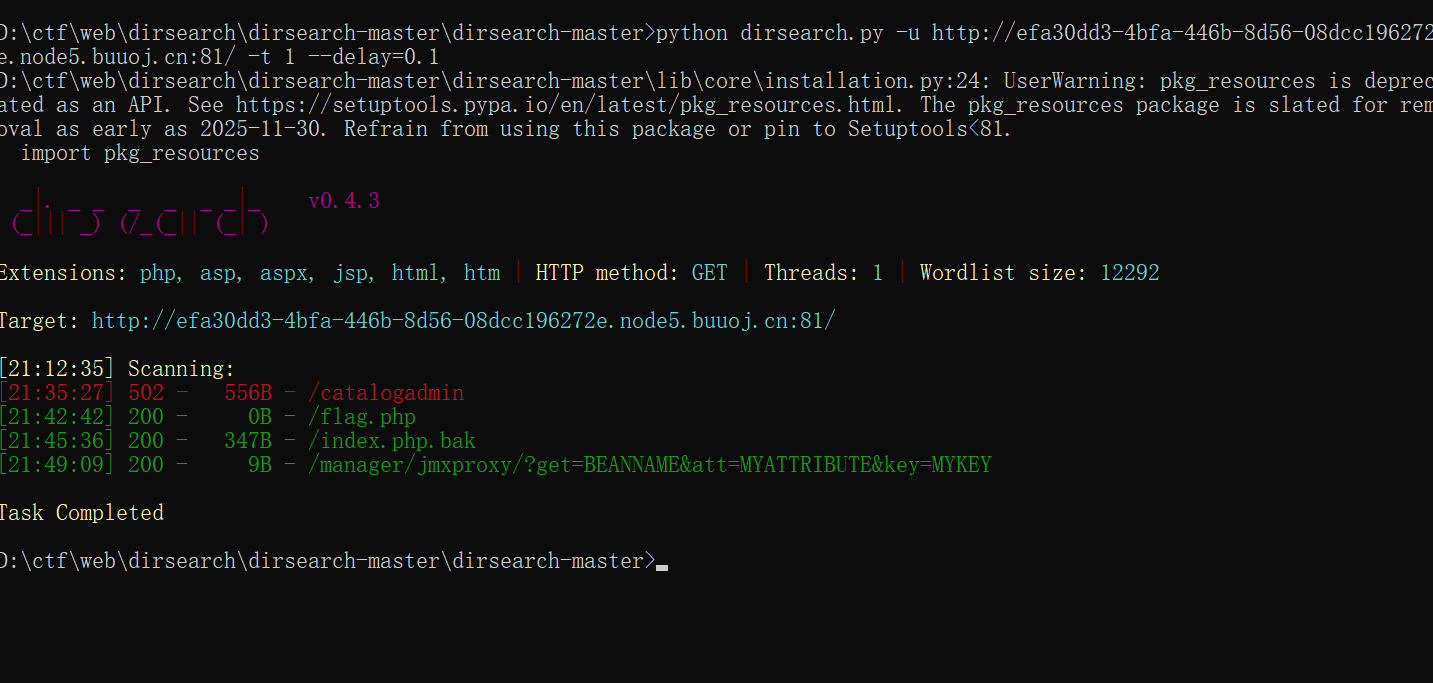 D:\ctf\web\dirsearch\dirsearch-master\dirsearch-master>python dirsearch.py -u http://efa30dd3-4bfa-446b-8d56-08dcc196272
e.node5.buuoj.cn:81/ -t 1 --delay=0.1
D:\ctf\web\dirsearch\dirsearch-master\dirsearch-master\lib\core\installation.py:24: UserWarning: pkg_resources is deprec
ated as an API. See https://setuptools.pypa.io/en/latest/pkg_resources.html. The pkg_resources package is slated for rem
oval as early as 2025-11-30. Refrain from using this package or pin to Setuptools<81.
import pkg_resources
v0.4.3
Extensions: php, asp, aspx, jsp, html, htm | HTTP method: GET | Threads: 1 | Wordlist size: 12292
Target: http://efa30dd3-4bfa-446b-8d56-08dcc196272e.node5.buuoj.cn:81/
[21:12:35] Scanning:
[21:35:27] 502 - 556B - /catalogadmin
[21:42:42] 200 - 0B - /flag.php
[21:45:36] 200 - 347B - /index.php.bak
[21:49:09] 200 - 9B - /manager/jmxproxy/?get=BEANNAME&att=MYATTRIBUTE&key=MYKEY
Task Completed
D:\ctf\web\dirsearch\dirsearch-master\dirsearch-master>